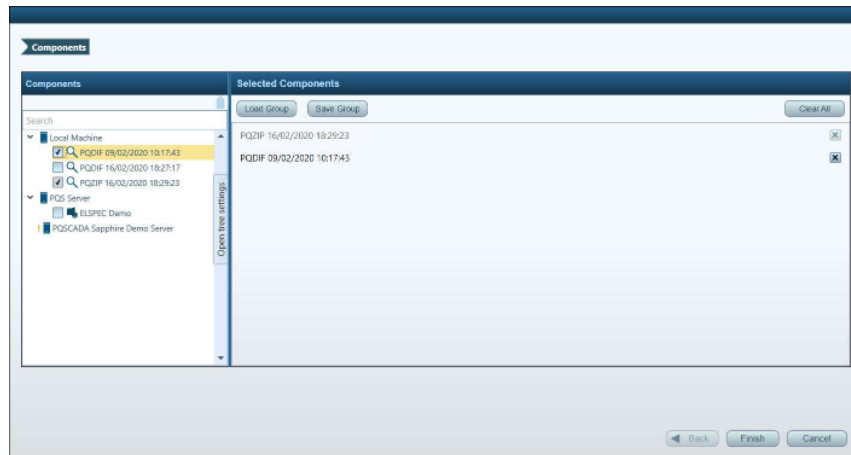 Components
Components
Selected Components
Load Group
Save Group
Clear All
Search
Local Machine
PQDIF 09/02/2020 10:17:43
PQDIF 16/02/2020 18:27:17
PQZIP 16/02/2020 18:29:23
PQS Server
ELSPEC Demo
PQSCADA Sapphire Demo Server
Open tree settings
PQZIP 16/02/2020 18:29:23
PQDIF 09/02/2020 10:17:43
Back
Finish
Cancel